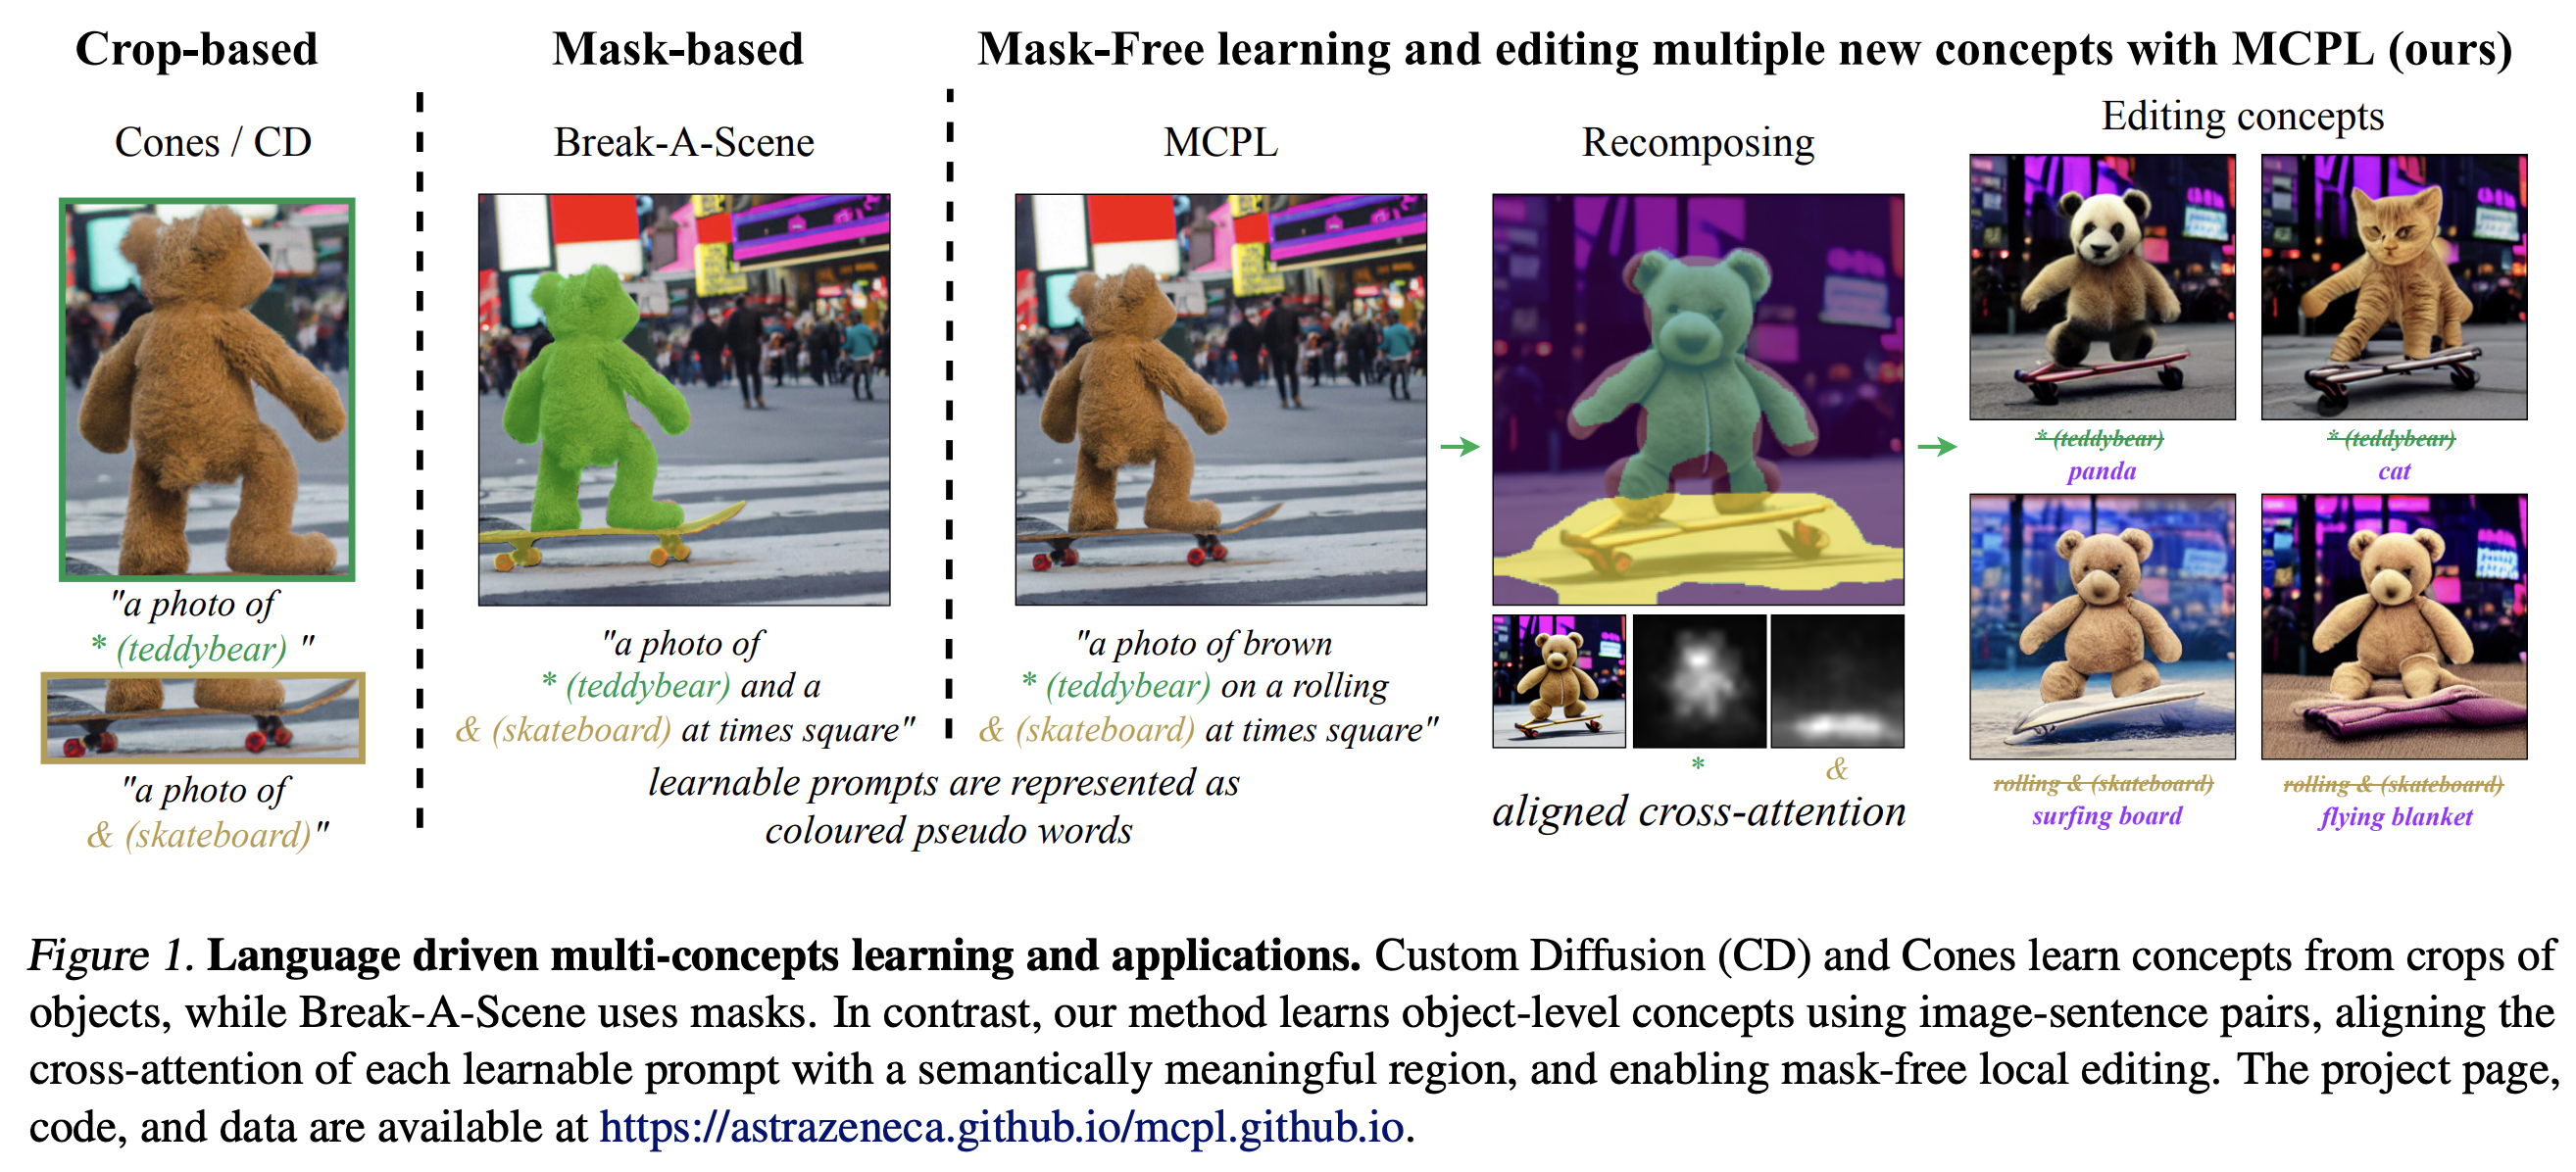 Crop-based
Mask-based
Mask-Free learning and editing multiple new concepts with MCPL (ours)
Cones / CD
Break-A-Scene
MCPL
Recomposing
Editing concepts
"a photo of
* (teddybear) "
"a photo of
& (skateboard)"
"a photo of
* (teddybear) and a
& (skateboard) at times square"
"a photo of brown
* (teddybear) on a rolling
& (skateboard) at times square"
learnable prompts are represented as
coloured pseudo words
*
&
aligned cross-attention
* (teddybear)
panda
* (teddybear)
cat
rolling & (skateboard)
surfing board
rolling & (skateboard)
flying blanket
Figure 1. Language driven multi-concepts learning and applications. Custom Diffusion (CD) and Cones learn concepts from crops of
objects, while Break-A-Scene uses masks. In contrast, our method learns object-level concepts using image-sentence pairs, aligning the
cross-attention of each learnable prompt with a semantically meaningful region, and enabling mask-free local editing. The project page,
code, and data are available at https://astrazeneca.github.io/mcpl.github.io.